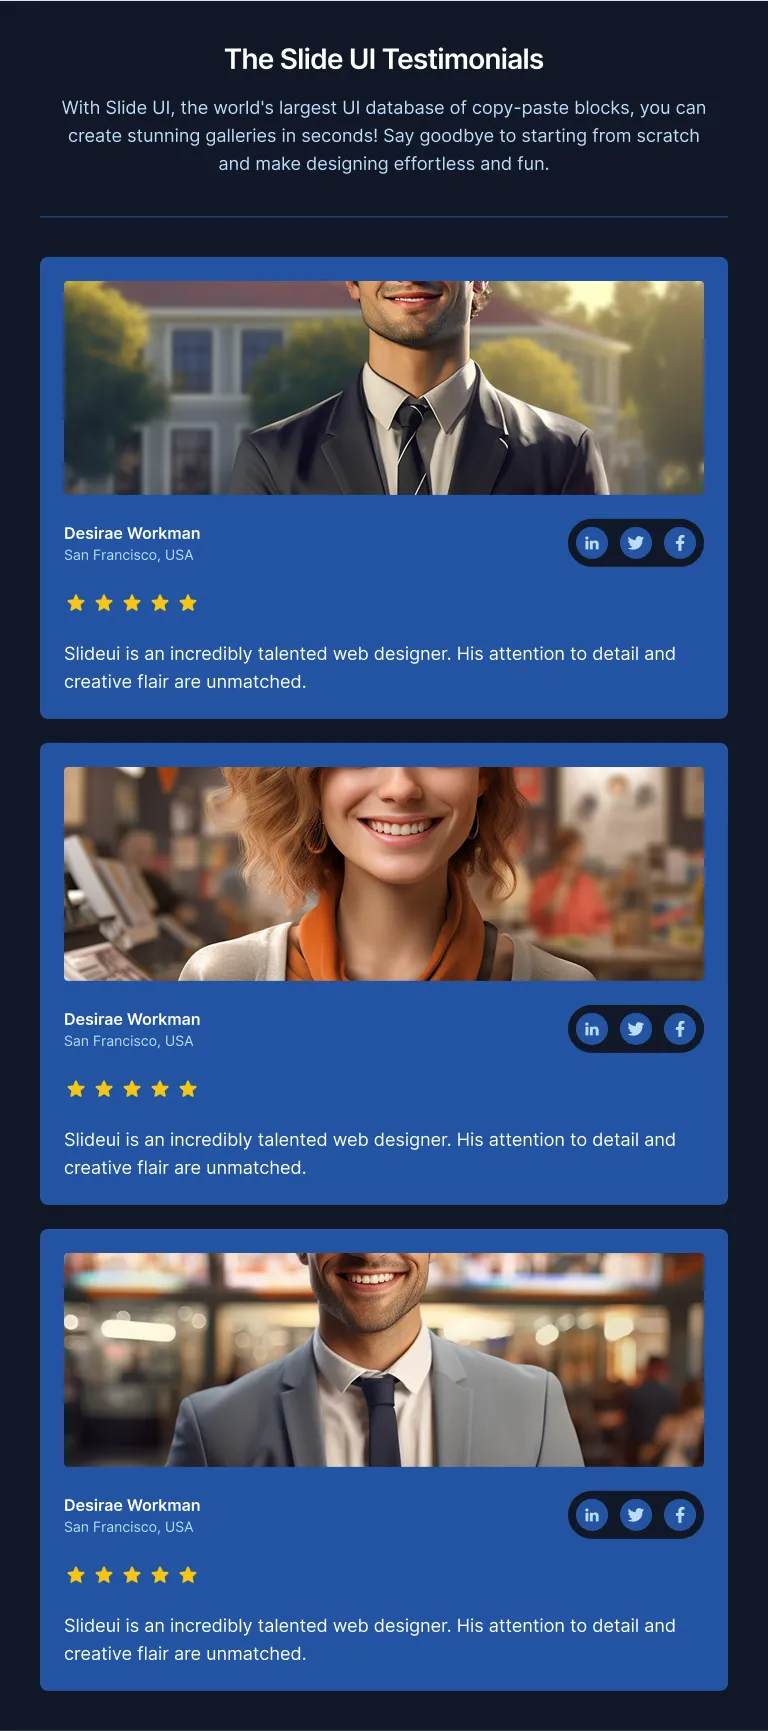 The Slide UI Testimonials
With Slide UI, the world's largest UI database of copy-paste blocks, you can
create stunning galleries in seconds! Say goodbye to starting from scratch
and make designing effortless and fun.
Desirae Workman
San Francisco, USA
in
Slideui is an incredibly talented web designer. His attention to detail and
creative flair are unmatched.
Desirae Workman
San Francisco, USA
in
Slideui is an incredibly talented web designer. His attention to detail and
creative flair are unmatched.
Desirae Workman
San Francisco, USA
in
Slideui is an incredibly talented web designer. His attention to detail and
creative flair are unmatched.